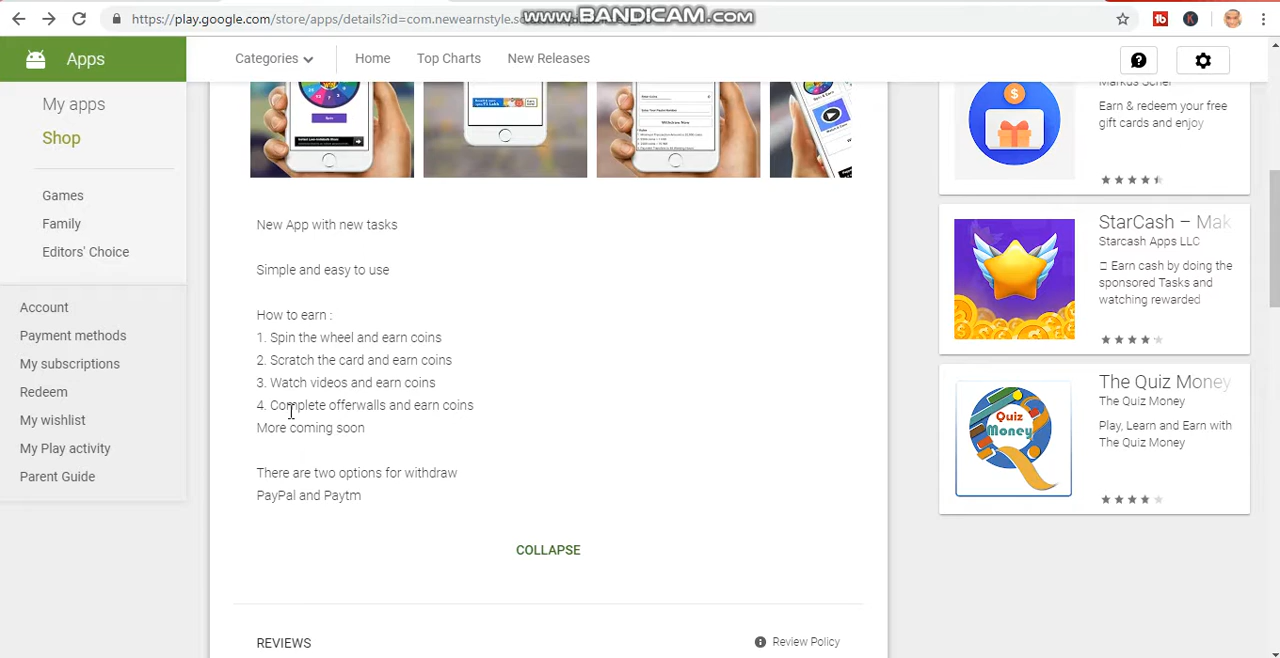 https://play.google.com/store/apps/details?id=com.newearnstyle.s
www.BANDICAM.com
Apps
Categories
Home
Top Charts
New Releases
My apps
Shop
Games
Family
Editors' Choice
Account
Payment methods
My subscriptions
Redeem
My wishlist
My Play activity
Parent Guide
Spin
New App with new tasks
Simple and easy to use
How to earn :
1. Spin the wheel and earn coins
2. Scratch the card and earn coins
3. Watch videos and earn coins
4. Complete offerwalls and earn coins
More coming soon
There are two options for withdraw
PayPal and Paytm
COLLAPSE
REVIEWS
Review Policy
Earn & redeem your free
gift cards and enjoy
StarCash – Mak
Starcash Apps LLC
Earn cash by doing the
sponsored Tasks and
watching rewarded
Quiz
Money
The Quiz Money
The Quiz Money
Play, Learn and Earn with
The Quiz Money